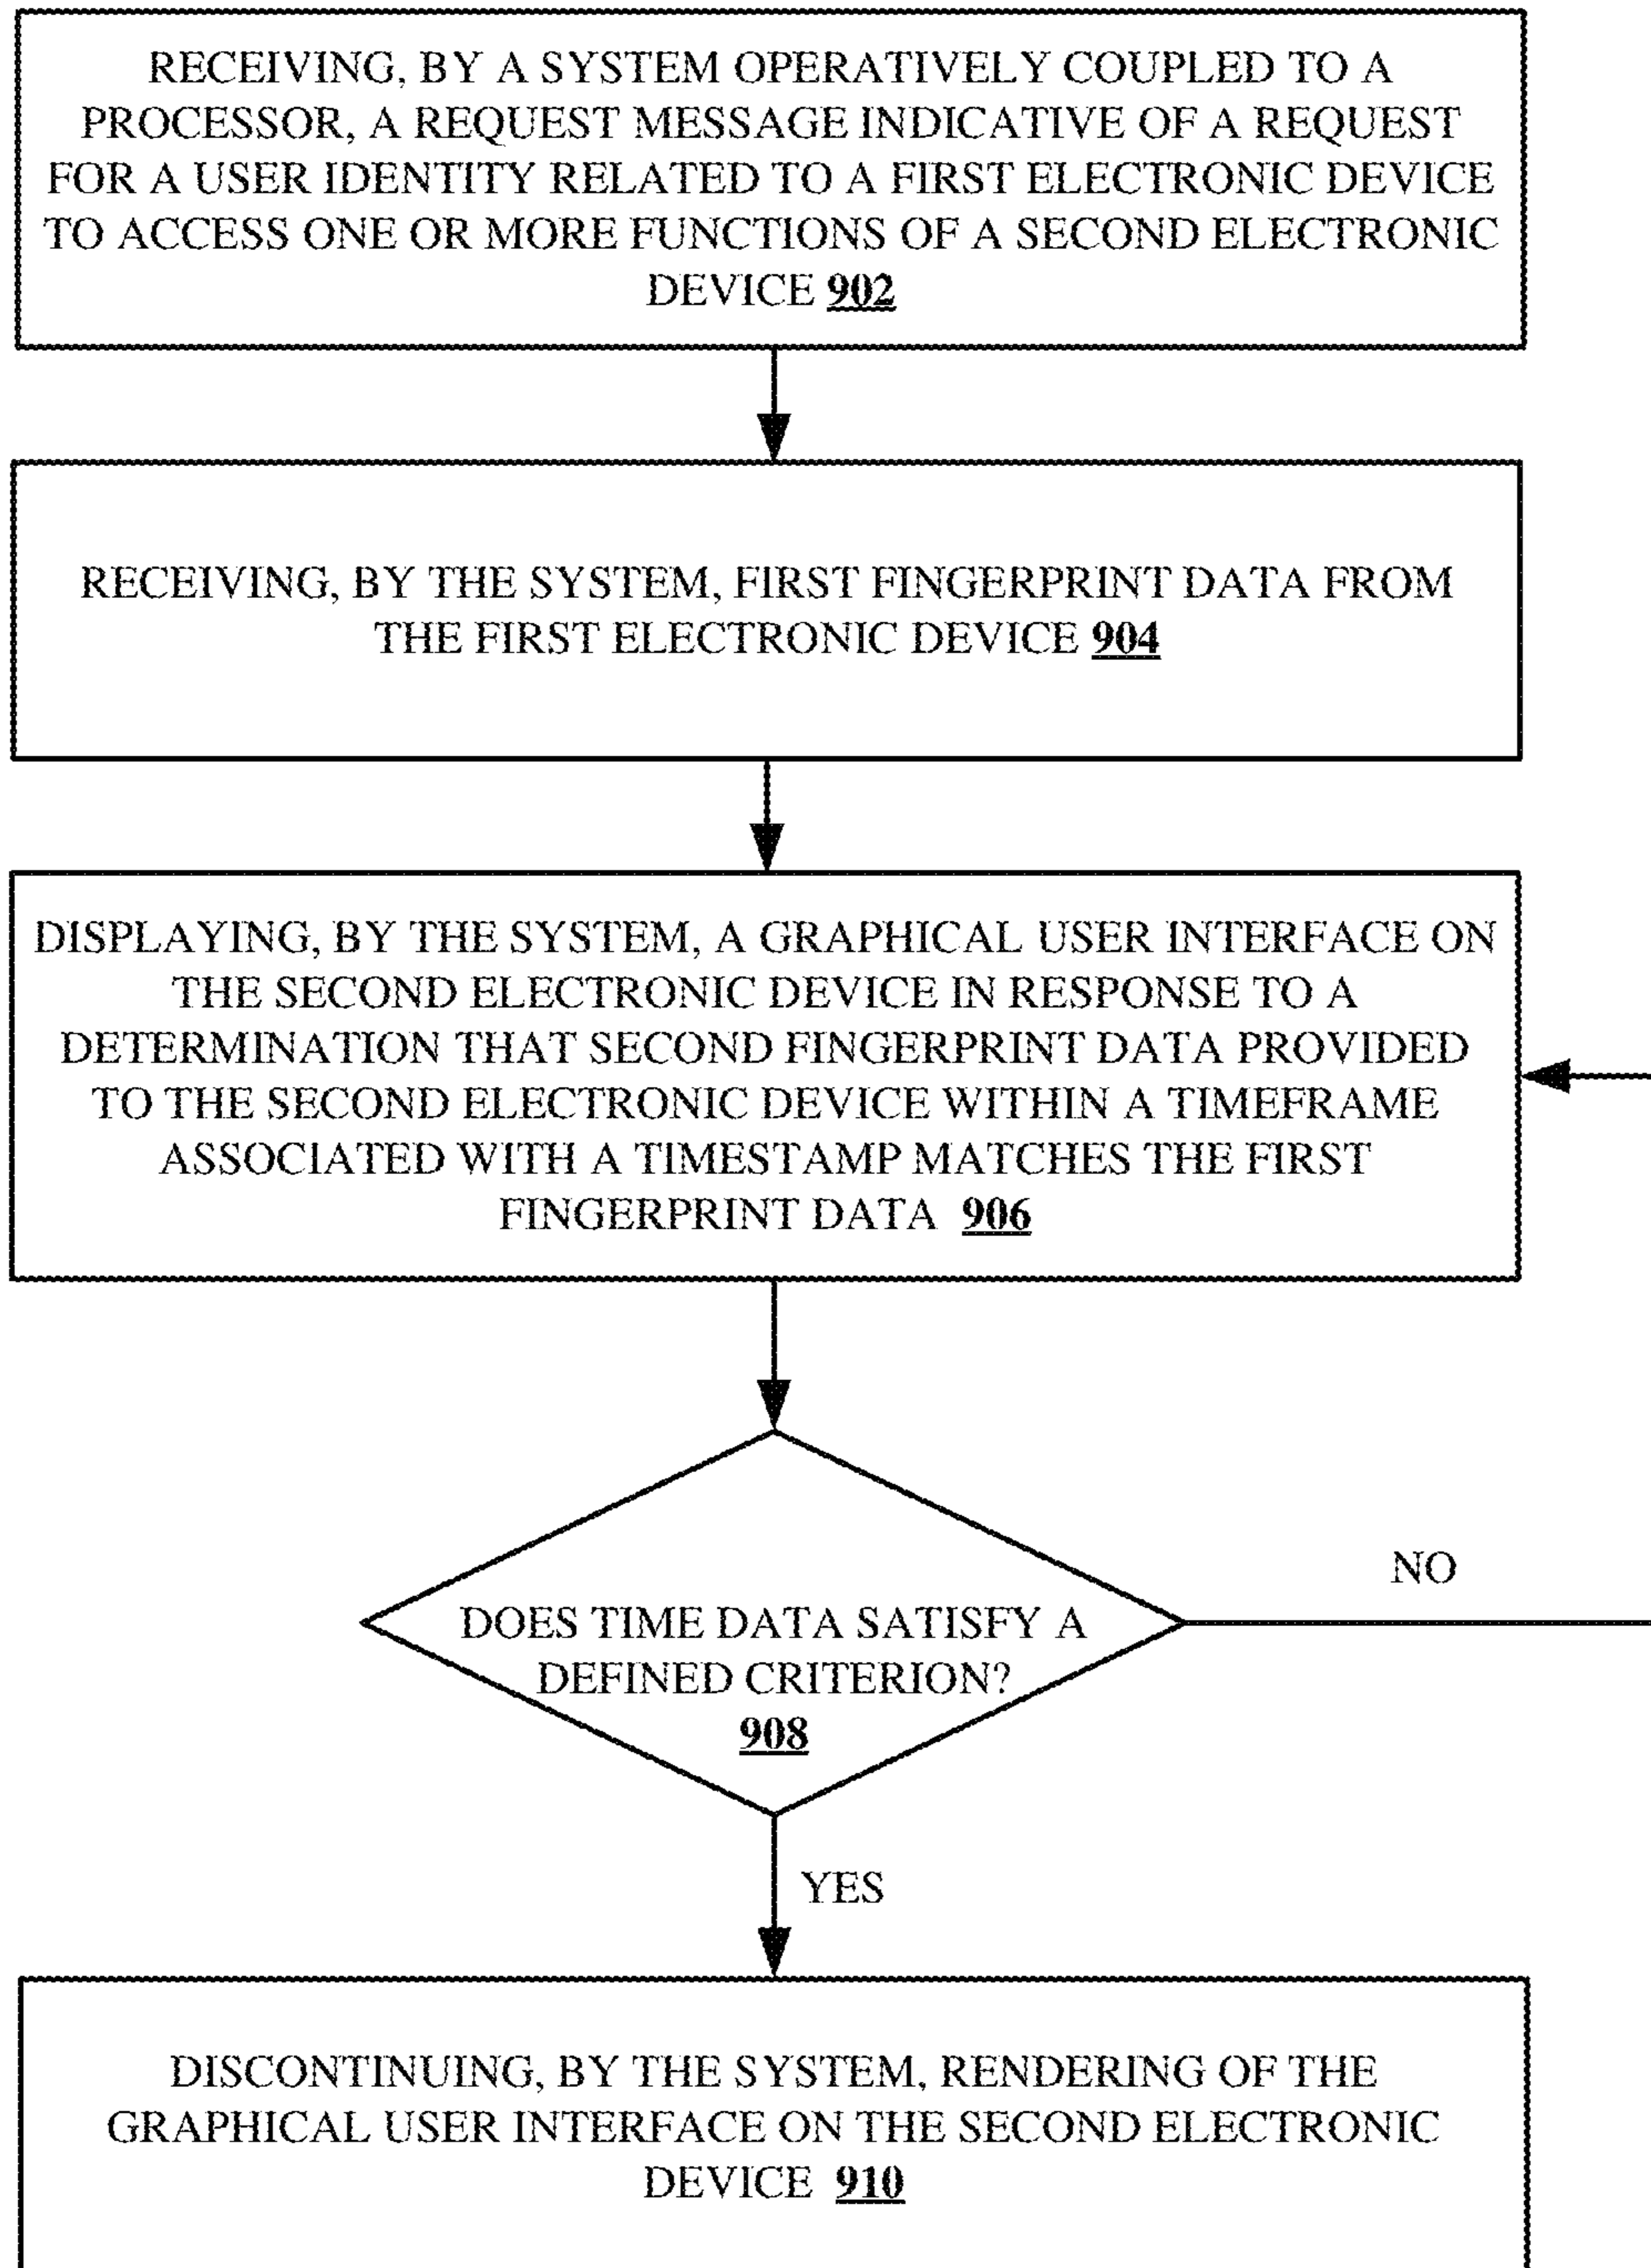 RECEIVING, BY A SYSTEM OPERATIVELY COUPLED TO A
PROCESSOR, A REQUEST MESSAGE INDICATIVE OF A REQUEST
FOR A USER IDENTITY RELATED TO A FIRST ELECTRONIC DEVICE
TO ACCESS ONE OR MORE FUNCTIONS OF A SECOND ELECTRONIC
DEVICE 902
RECEIVING, BY THE SYSTEM, FIRST FINGERPRINT DATA FROM
THE FIRST ELECTRONIC DEVICE 904
DISPLAYING, BY THE SYSTEM, A GRAPHICAL USER INTERFACE ON
THE SECOND ELECTRONIC DEVICE IN RESPONSE TO A
DETERMINATION THAT SECOND FINGERPRINT DATA PROVIDED
TO THE SECOND ELECTRONIC DEVICE WITHIN A TIMEFRAME
ASSOCIATED WITH A TIMESTAMP MATCHES THE FIRST
FINGERPRINT DATA 906
NO
DOES TIME DATA SATISFY A
DEFINED CRITERION?
908
YES
DISCONTINUING, BY THE SYSTEM, RENDERING OF THE
GRAPHICAL USER INTERFACE ON THE SECOND ELECTRONIC
DEVICE 910